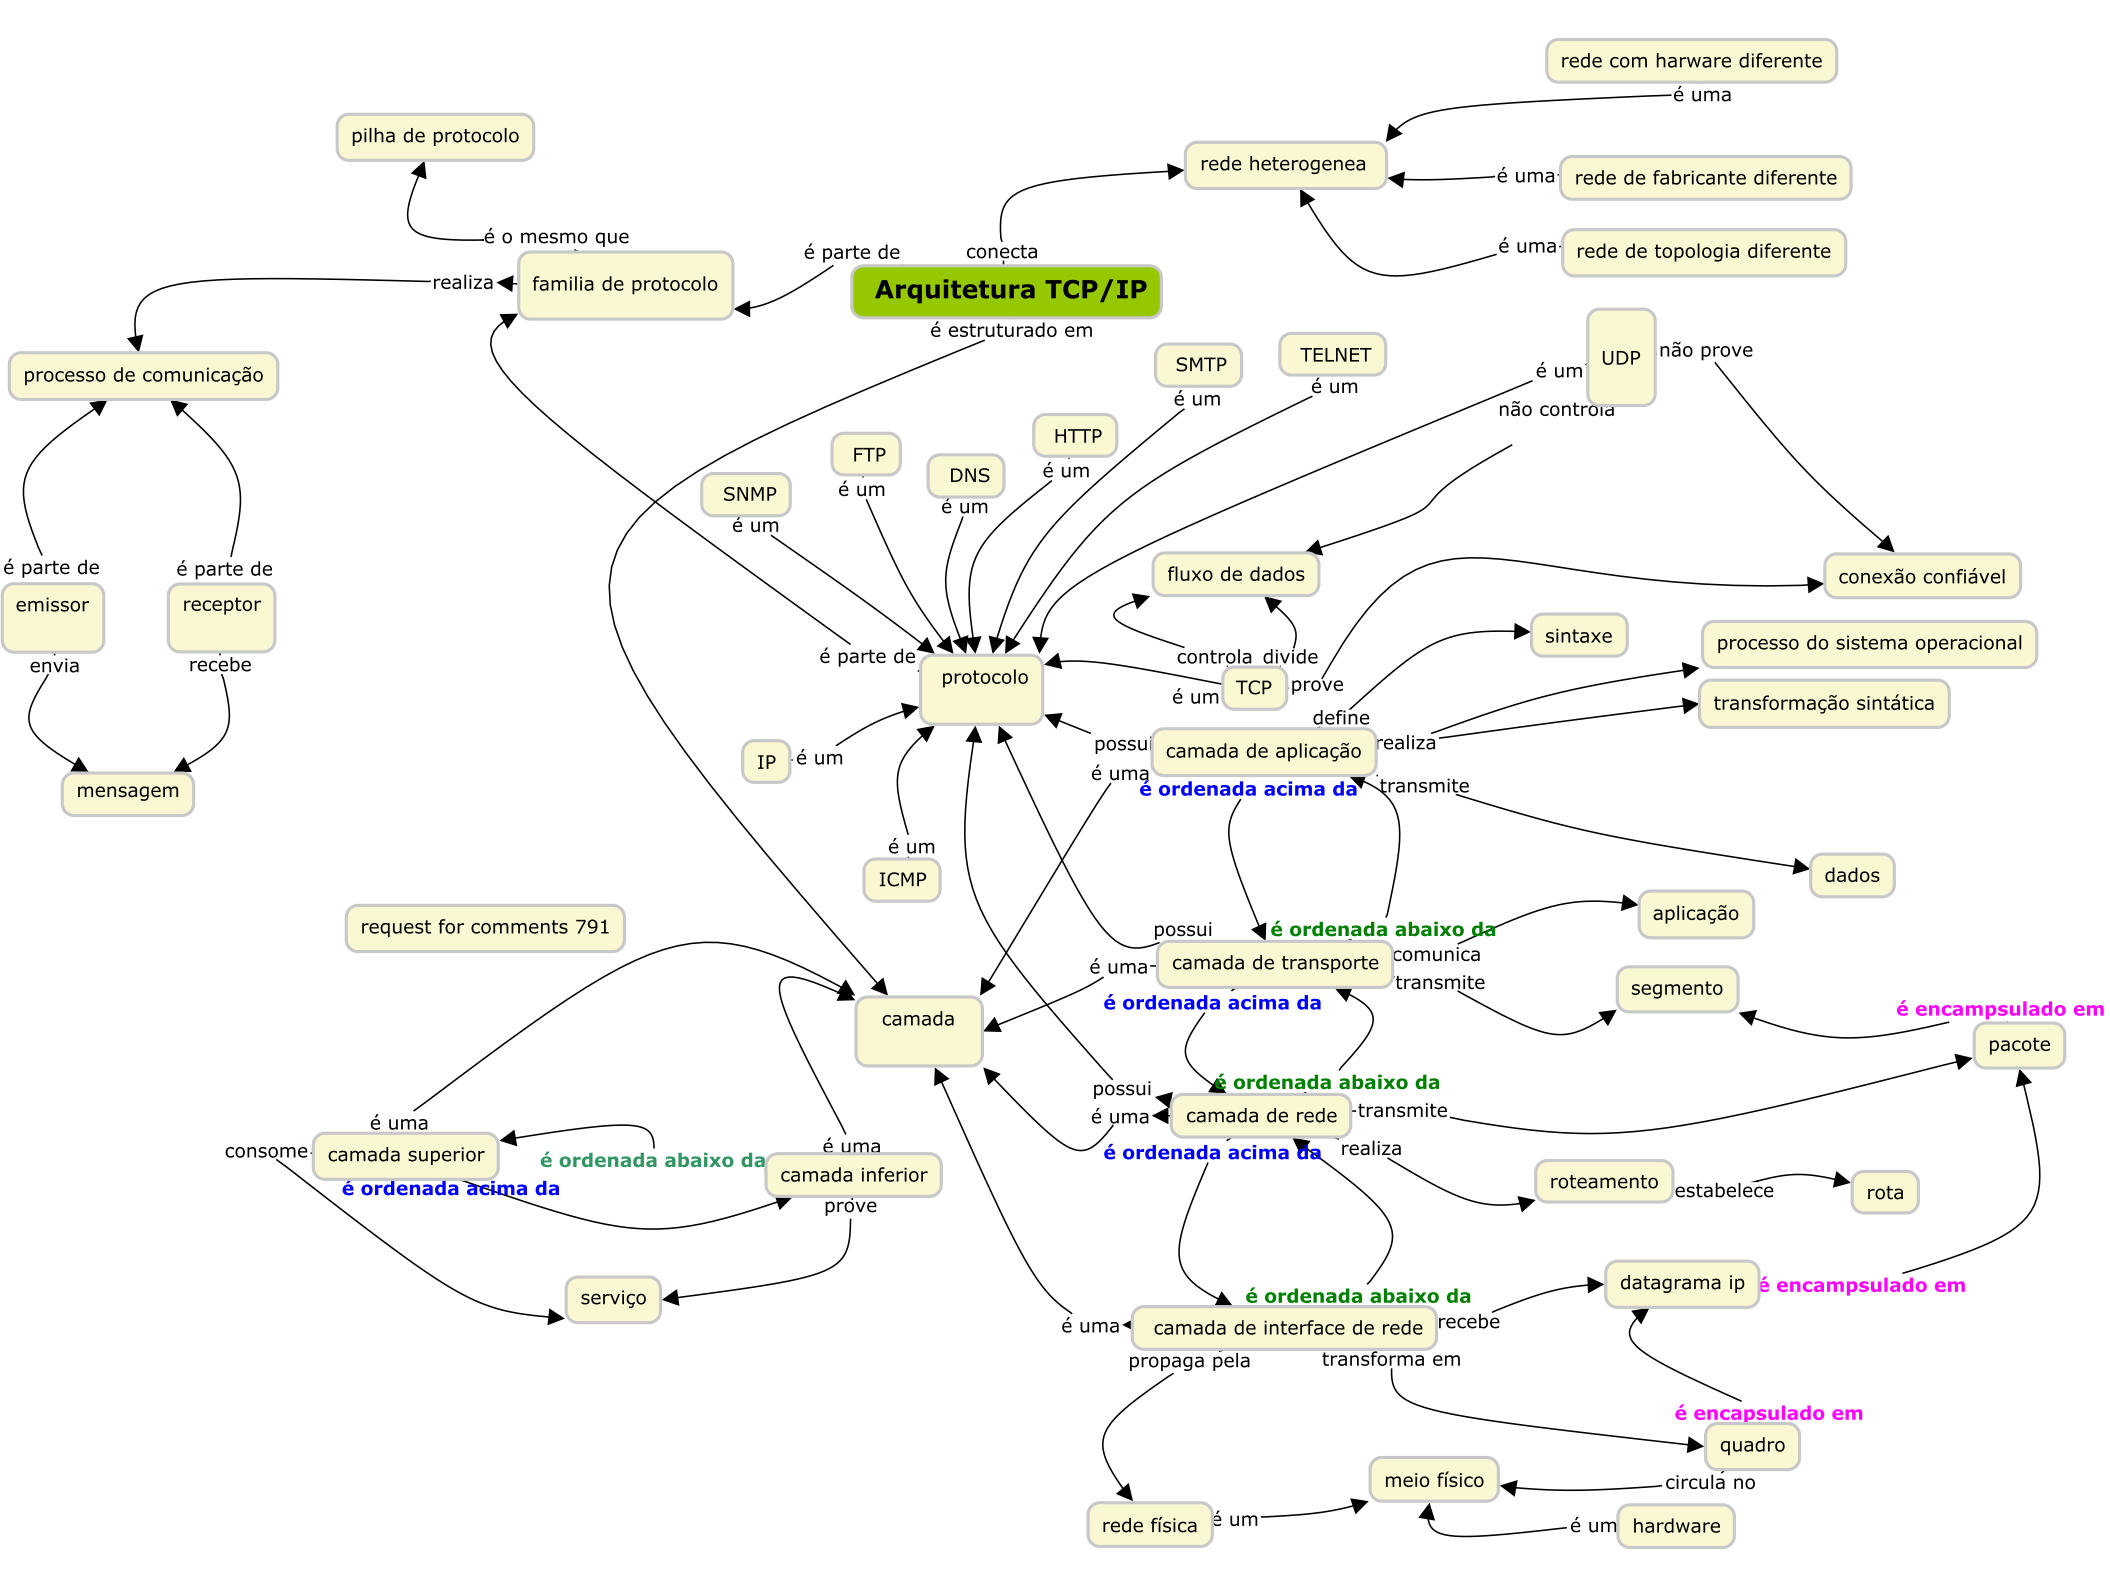 rede com harware diferente
é uma
pilha de protocolo
rede heterogenea
é uma
rede de fabricante diferente
é o mesmo que
é parte de
conecta
é uma
rede de topologia diferente
realiza
familia de protocolo
Arquitetura TCP/IP
é estruturado em
SMTP
TELNET
UDP
não prove
processo de comunicação
é um
é um
é um
não controla
HTTP
FTP
é um
DNS
é um
SNMP
é um
é um
é parte de
é parte de
fluxo de dados
conexão confiável
emissor
receptor
sintaxe
processo do sistema operacional
envia
recebe
é parte de
protocolo
controla
divide
TCP
prove
é um
transformação sintática
define
possui
camada de aplicação
realiza
IP
é um
é uma
é ordenada acima da
transmite
mensagem
é um
ICMP
dados
request for comments 791
possui
é ordenada abaixo da
aplicação
é uma
camada de transporte
comunica
transmite
segmento
é ordenada acima da
é encampsulado em
camada
pacote
possui
é ordenada abaixo da
é uma
camada de rede
transmite
é uma
é uma
consome
camada superior
é ordenada abaixo da
é ordenada acima da
realiza
camada inferior
é ordenada acima da
prove
roteamento
estabelece
rota
serviço
é ordenada abaixo da
datagrama ip
é encampsulado em
é uma
camada de interface de rede
recebe
propaga pela
transforma em
é encapsulado em
quadro
meio físico
circula no
rede física
é um
é um
hardware